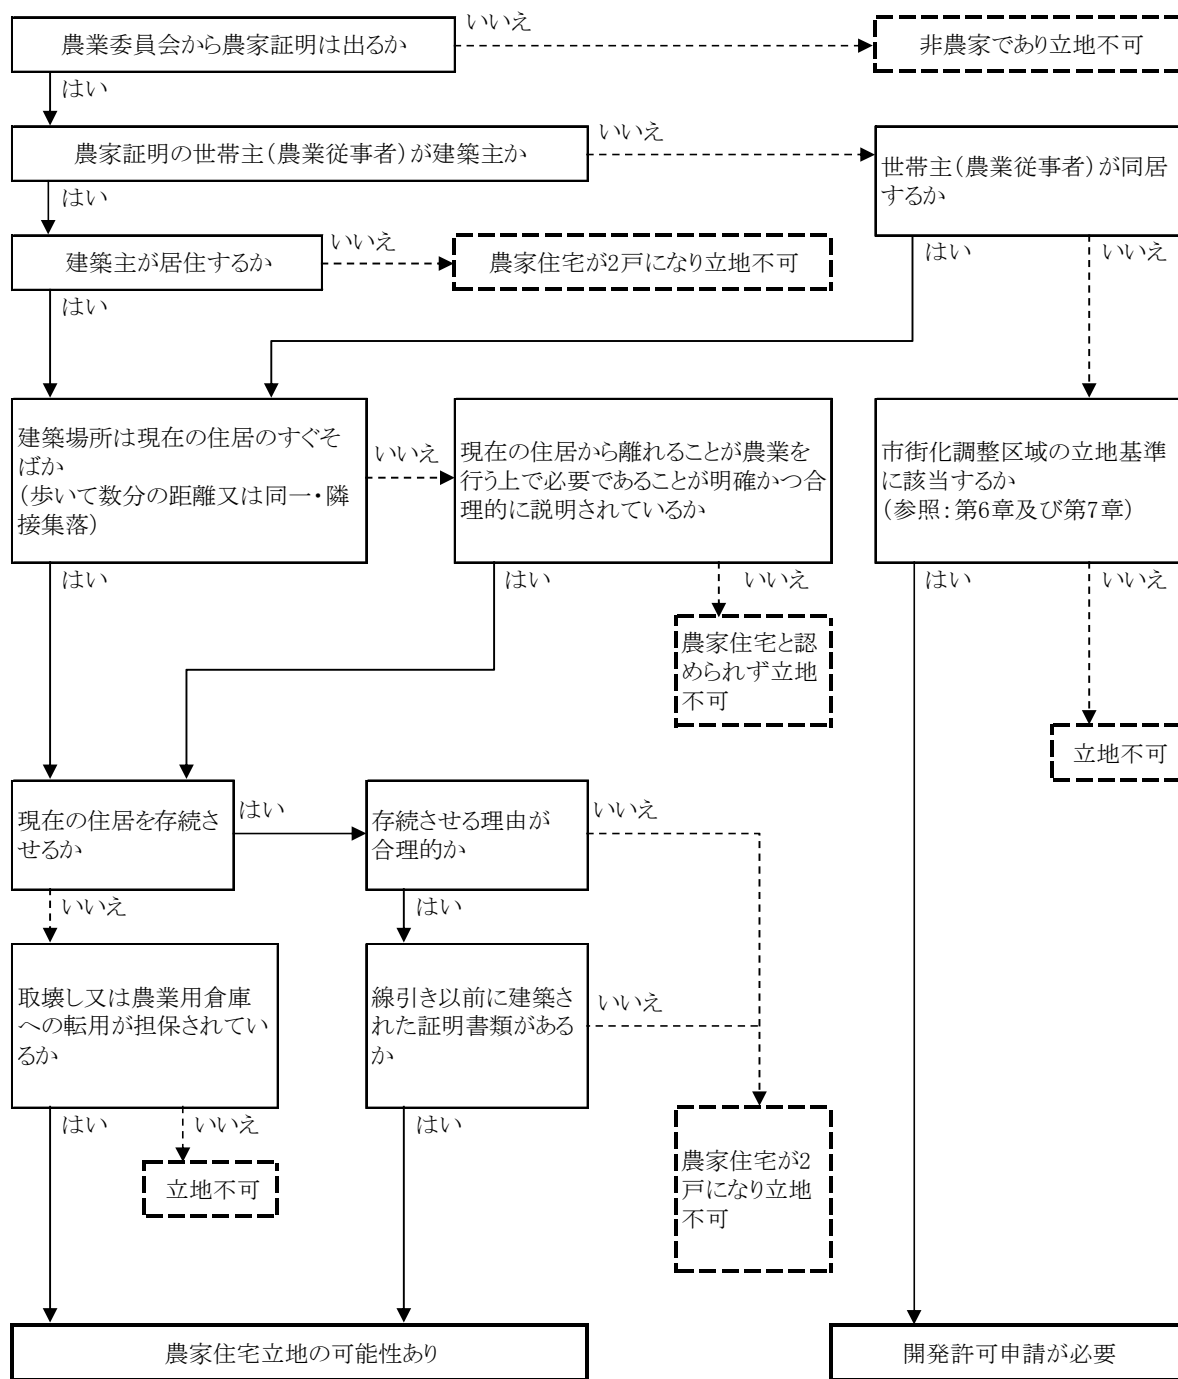 農業委員会から農家証明は出るか
いいえ
非農家であり立地不可
はい
農家証明の世帯主(農業従事者)が建築主か
いいえ
世帯主(農業従事者)が同居
するか
はい
建築主が居住するか
いいえ
農家住宅が2戸になり立地不可
はい
いいえ
はい
建築場所は現在の住居のすぐそ
ばか
(歩いて数分の距離又は同一・隣
接集落)
いいえ
現在の住居から離れることが農業を
行う上で必要であることが明確かつ合
理的に説明されているか
市街化調整区域の立地基準
に該当するか
(参照:第6章及び第7章)
はい
はい
いいえ
はい
いいえ
農家住宅と認
められず立地
不可
立地不可
現在の住居を存続さ
せるか
はい
存続させる理由が
合理的か
いいえ
いいえ
はい
取壊し又は農業用倉庫
への転用が担保されてい
るか
線引き以前に建築さ
れた証明書類がある
か
いいえ
はい
いいえ
はい
立地不可
農家住宅が2
戸になり立地
不可
農家住宅立地の可能性あり
開発許可申請が必要